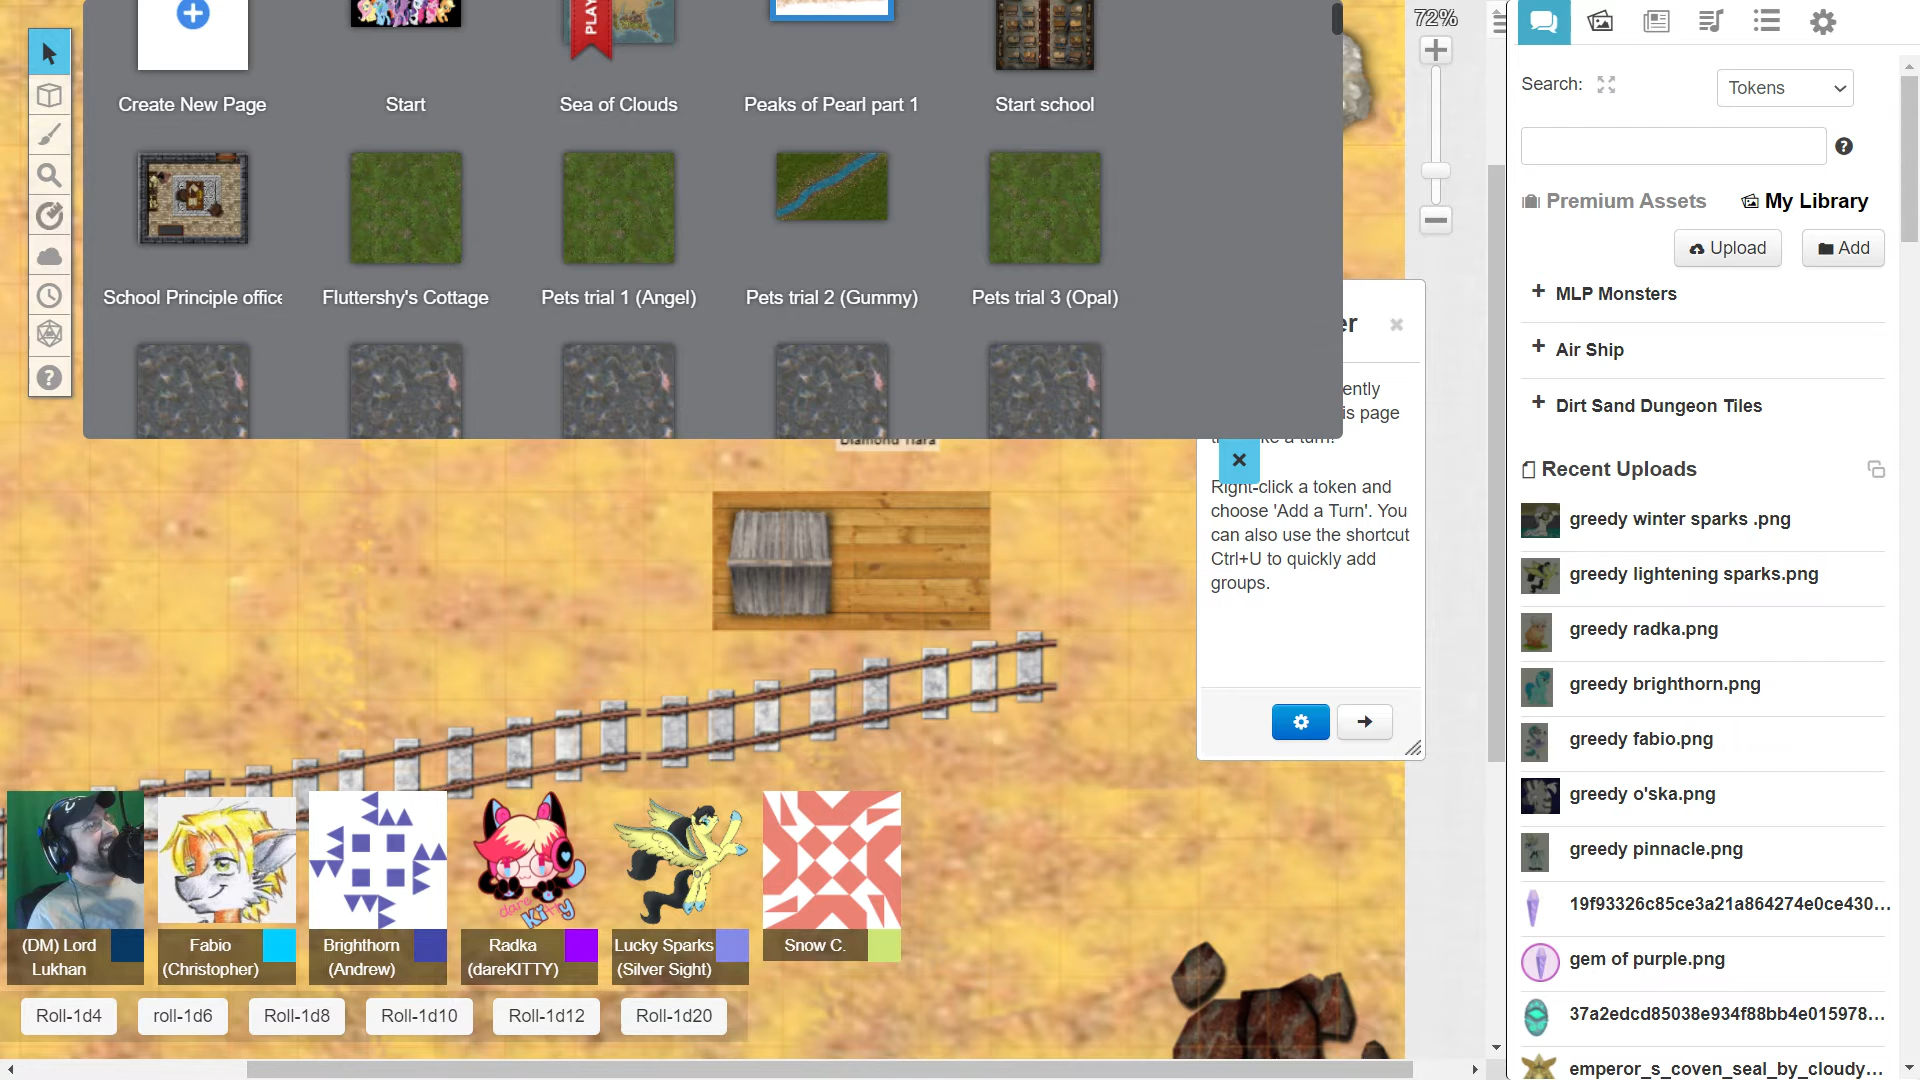 PLAY
72%
Create New Page
Start
Sea of Clouds
Peaks of Pearl part 1
Start school
School Principle office
Fluttershy's Cottage
Pets trial 1 (Angel)
Pets trial 2 (Gummy)
Pets trial 3 (Opal)
Diamond Tiara
er
ently
is page
Right-click a token and
choose 'Add a Turn'. You
can also use the shortcut
Ctrl+U to quickly add
groups.
dare
Kitty
(DM) Lord
Lukhan
Fabio
(Christopher)
Brighthorn
(Andrew)
Radka
(dareKITTY)
Lucky Sparks
(Silver Sight)
Snow C.
Roll-1d4
roll-1d6
Roll-1d8
Roll-1d10
Roll-1d12
Roll-1d20
Search:
Tokens
Premium Assets
My Library
Upload
Add
MLP Monsters
Air Ship
Dirt Sand Dungeon Tiles
Recent Uploads
greedy winter sparks .png
greedy lightening sparks.png
greedy radka.png
greedy brighthorn.png
greedy fabio.png
greedy o'ska.png
greedy pinnacle.png
19f93326c85ce3a21a864274e0ce430...
gem of purple.png
37a2edcd85038e934f88bb4e015978...
emperor_s_coven_seal_by_cloudy...